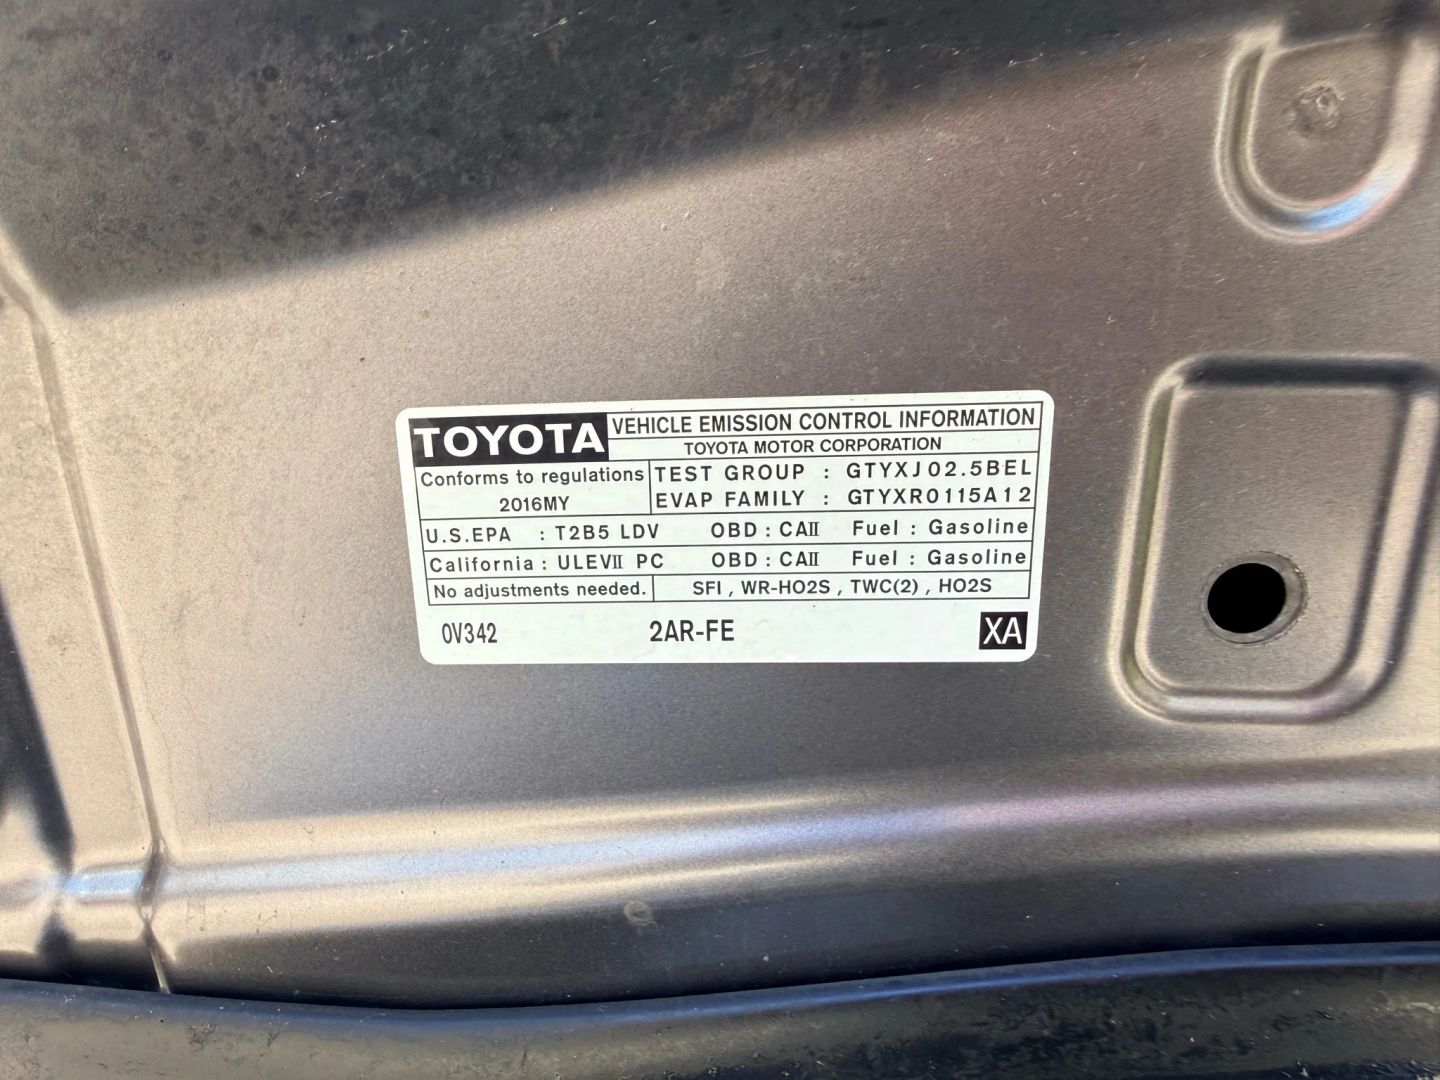 TOYOTA VEHICLE EMISSION CONTROL INFORMATION
TOYOTA MOTOR CORPORATION
Conforms to regulations
2016MY
TEST GROUP : GTYXJ02.5BEL
EVAP FAMILY : GTYXR0115A12
U.S.EPA : T2B5 LDV OBD : CAII Fuel : Gasoline
California : ULEVII PC OBD : CAII Fuel : Gasoline
No adjustments needed. SFI , WR-HO2S , TWC(2) , HO2S
0V342 2AR-FE XA